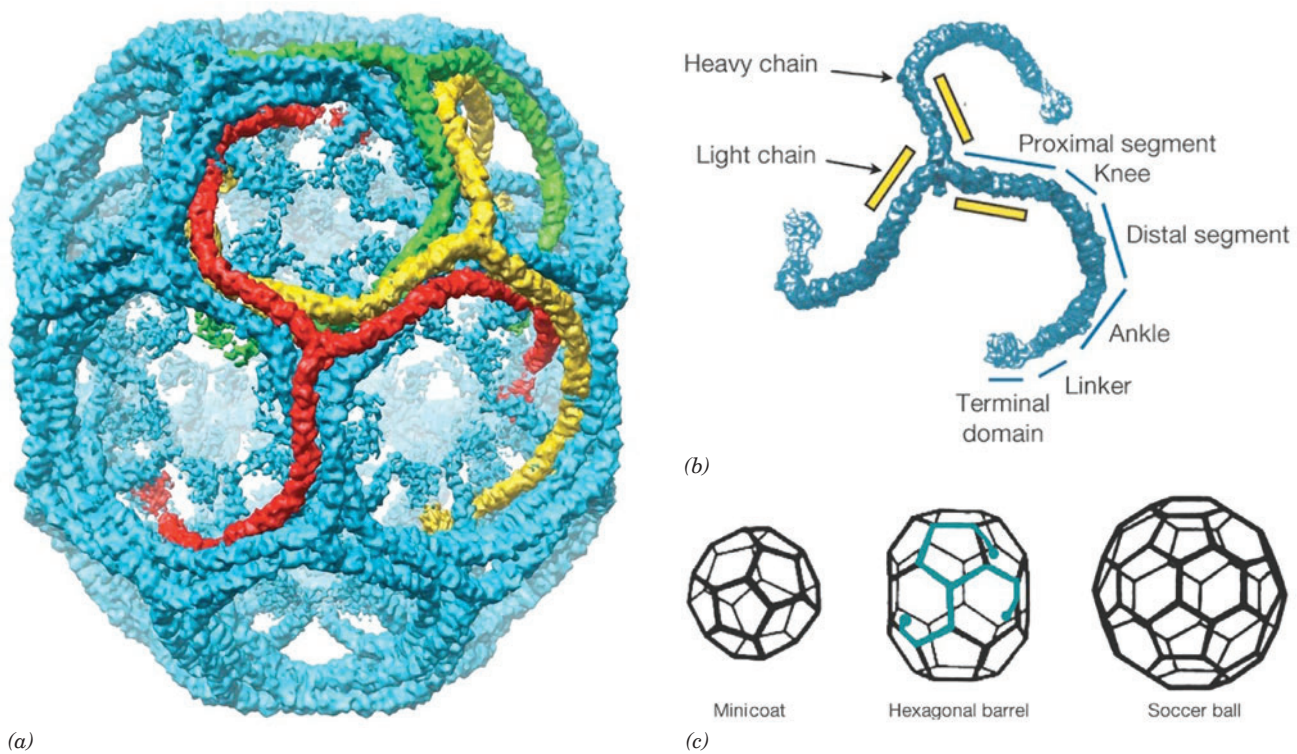 Heavy chain
Light chain
Proximal segment
Knee
Distal segment
Ankle
Linker
Terminal
domain
(b)
Minicoat
Hexagonal barrel
Soccer ball
(a)
(c)